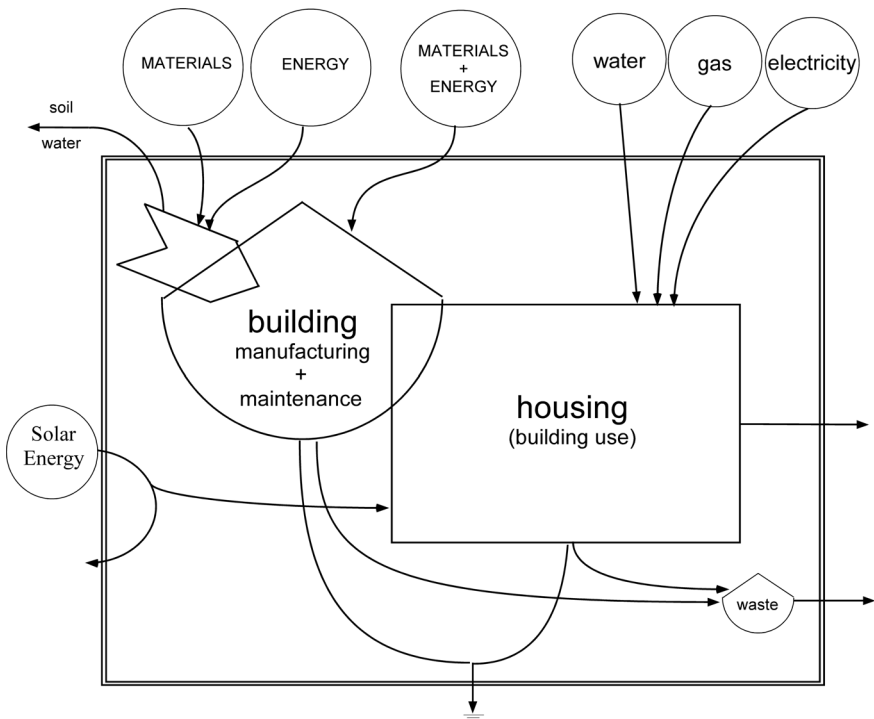 MATERIALS
ENERGY
MATERIALS
+
ENERGY
water
gas
electricity
soil
water
building
manufacturing
+
maintenance
housing
(building use)
Solar
Energy
waste